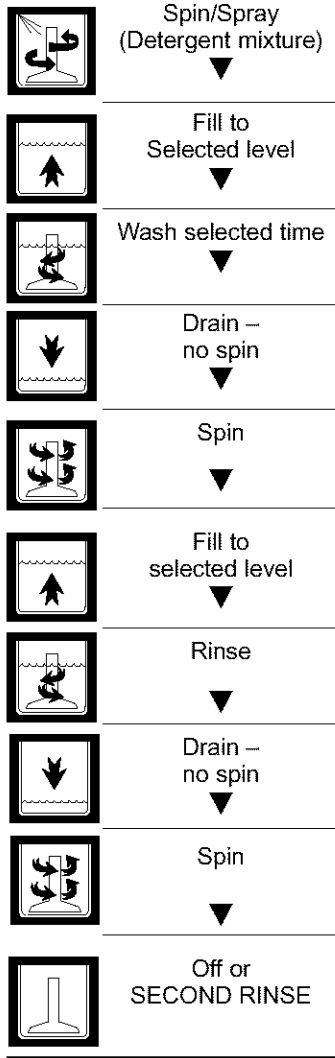 Spin/Spray
(Detergent mixture)
Fill to
Selected level
Wash selected time
Drain –
no spin
Spin
Fill to
selected level
Rinse
Drain –
no spin
Spin
Off or
SECOND RINSE